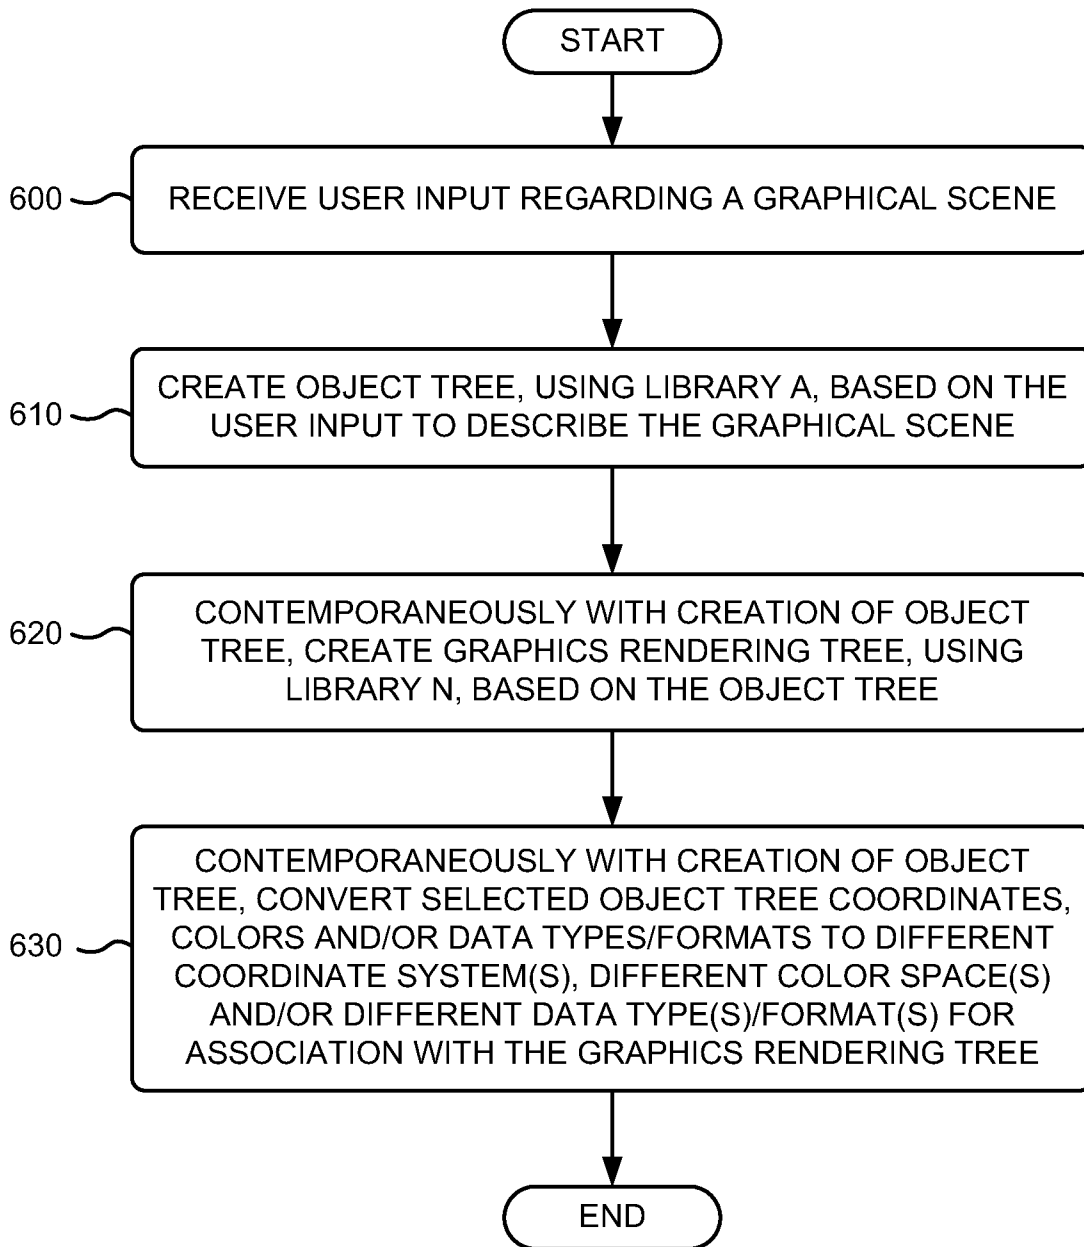 START
600
RECEIVE USER INPUT REGARDING A GRAPHICAL SCENE
610
CREATE OBJECT TREE, USING LIBRARY A, BASED ON THE
USER INPUT TO DESCRIBE THE GRAPHICAL SCENE
620
CONTEMPORANEOUSLY WITH CREATION OF OBJECT
TREE, CREATE GRAPHICS RENDERING TREE, USING
LIBRARY N, BASED ON THE OBJECT TREE
630
CONTEMPORANEOUSLY WITH CREATION OF OBJECT
TREE, CONVERT SELECTED OBJECT TREE COORDINATES,
COLORS AND/OR DATA TYPES/FORMATS TO DIFFERENT
COORDINATE SYSTEM(S), DIFFERENT COLOR SPACE(S)
AND/OR DIFFERENT DATA TYPE(S)/FORMAT(S) FOR
ASSOCIATION WITH THE GRAPHICS RENDERING TREE
END